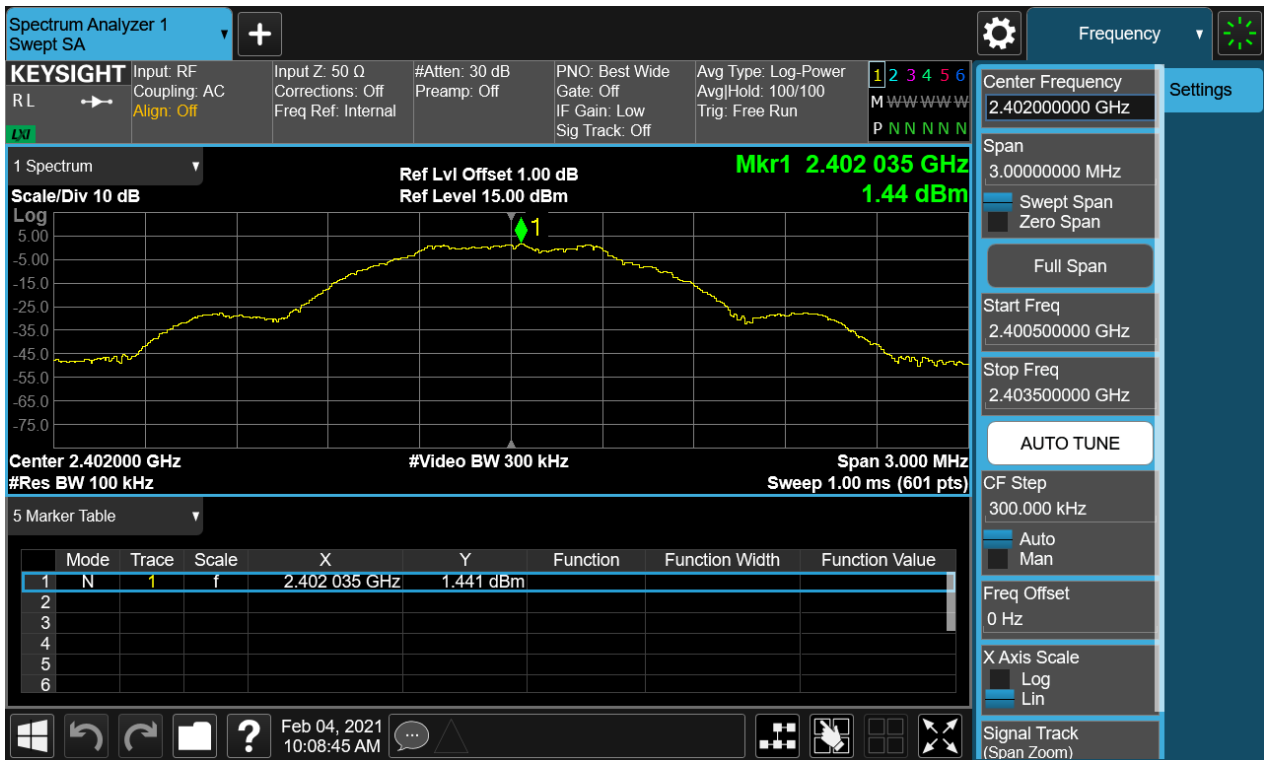 Spectrum Analyzer 1
Swept SA
+
Frequency
KEYSIGHT
RL
LXI
Input: RF
Coupling: AC
Align: Off
Input Z: 50 Ω
Corrections: Off
Freq Ref: Internal
#Atten: 30 dB
Preamp: Off
PNO: Best Wide
Gate: Off
IF Gain: Low
Sig Track: Off
Avg Type: Log-Power
Avg|Hold: 100/100
Trig: Free Run
1 2 3 4 5 6
M W W W W W
P N N N N N
1 Spectrum
Scale/Div 10 dB
Ref Lvl Offset 1.00 dB
Ref Level 15.00 dBm
Mkr1 2.402 035 GHz
1.44 dBm
Log
1
5.00
-5.00
-15.0
-25.0
-35.0
-45.0
-55.0
-65.0
-75.0
Center 2.402000 GHz
#Video BW 300 kHz
Span 3.000 MHz
#Res BW 100 kHz
Sweep 1.00 ms (601 pts)
5 Marker Table
Mode Trace Scale X Y Function Function Width Function Value
1 N 1 f 2.402 035 GHz 1.441 dBm
2
3
4
5
6
?
Feb 04, 2021
10:08:45 AM
Settings
Center Frequency
2.402000000 GHz
Span
3.00000000 MHz
Swept Span
Zero Span
Full Span
Start Freq
2.400500000 GHz
Stop Freq
2.403500000 GHz
AUTO TUNE
CF Step
300.000 kHz
Auto
Man
Freq Offset
0 Hz
X Axis Scale
Log
Lin
Signal Track
(Span Zoom)